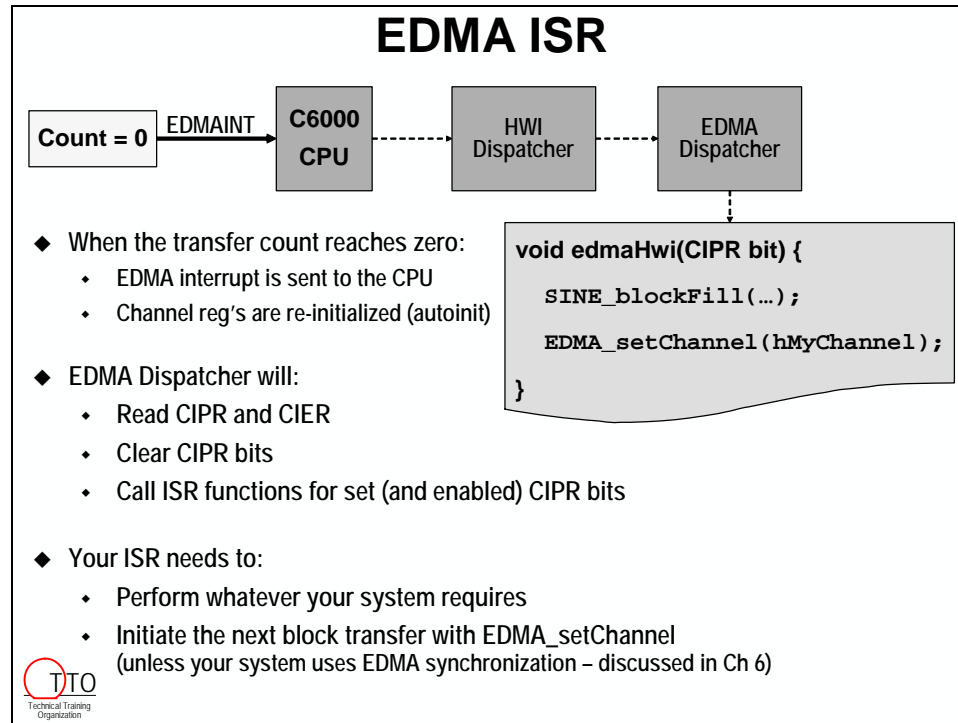 EDMA ISR
Count = 0
EDMAINT
C6000
CPU
HWI
Dispatcher
EDMA
Dispatcher
◆ When the transfer count reaches zero:
◆ EDMA interrupt is sent to the CPU
◆ Channel reg's are re-initialized (autoinit)
◆ EDMA Dispatcher will:
◆ Read CIPR and CIER
◆ Clear CIPR bits
◆ Call ISR functions for set (and enabled) CIPR bits
void edmaHwi(CIPR bit) {
SINE_blockFill(…);
EDMA_setChannel(hMyChannel);
}
◆ Your ISR needs to:
◆ Perform whatever your system requires
◆ Initiate the next block transfer with EDMA_setChannel
(unless your system uses EDMA synchronization – discussed in Ch 6)
TTO
Technical Training
Organization